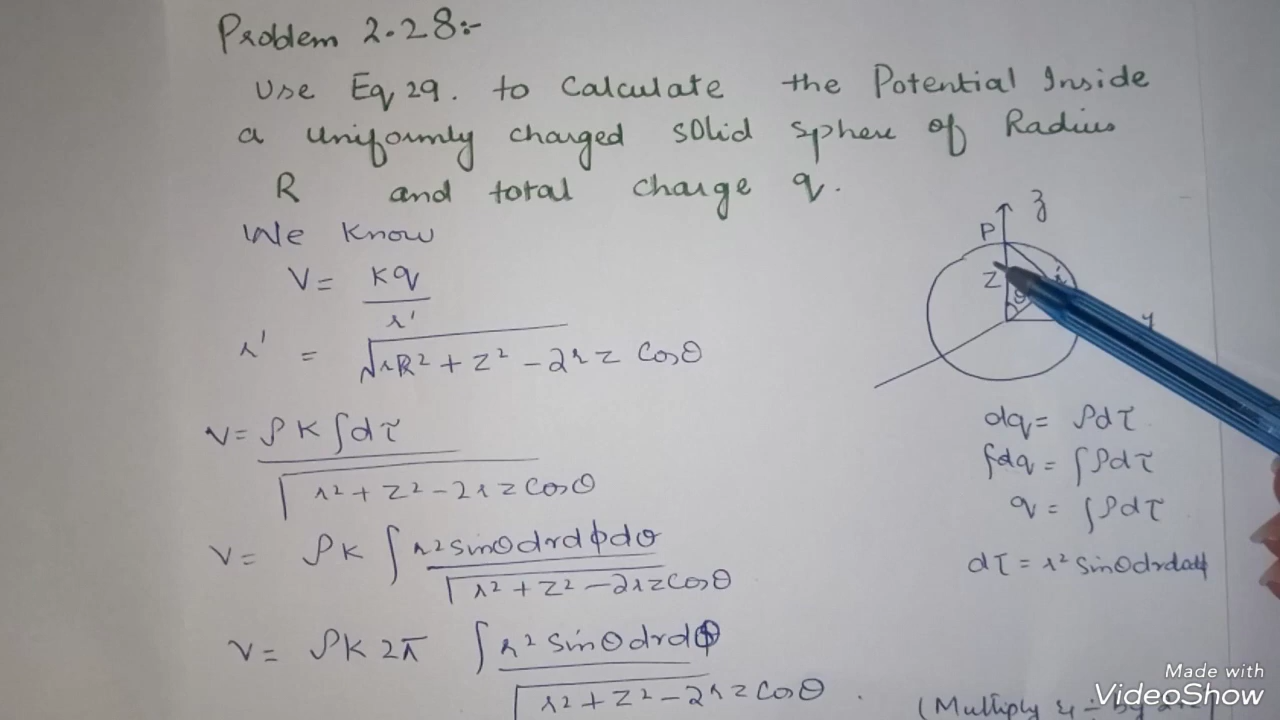 Problem 2.28:-
Use Eq 29. to Calculate the Potential Inside
a uniformly charged solid sphere of Radius
R and total charge q.
We know
V = Kq / r'
r' = √rR² + z² - 2rz Cosθ
V = ρK∫dτ / √r² + z² - 2rz Cosθ
V = ρK ∫ r² sinθ dr dϕ dθ / √r² + z² - 2rz Cosθ
V = ρK 2π ∫ r² sinθ dr dθ / √r² + z² - 2rz Cosθ .
z
P
Z
θ
dq = ρdτ
∫dq = ∫ρdτ
q = ∫ρdτ
dτ = r² Sinθ dr dθ dϕ
(Multiply & ÷ by
Made with
VideoShow